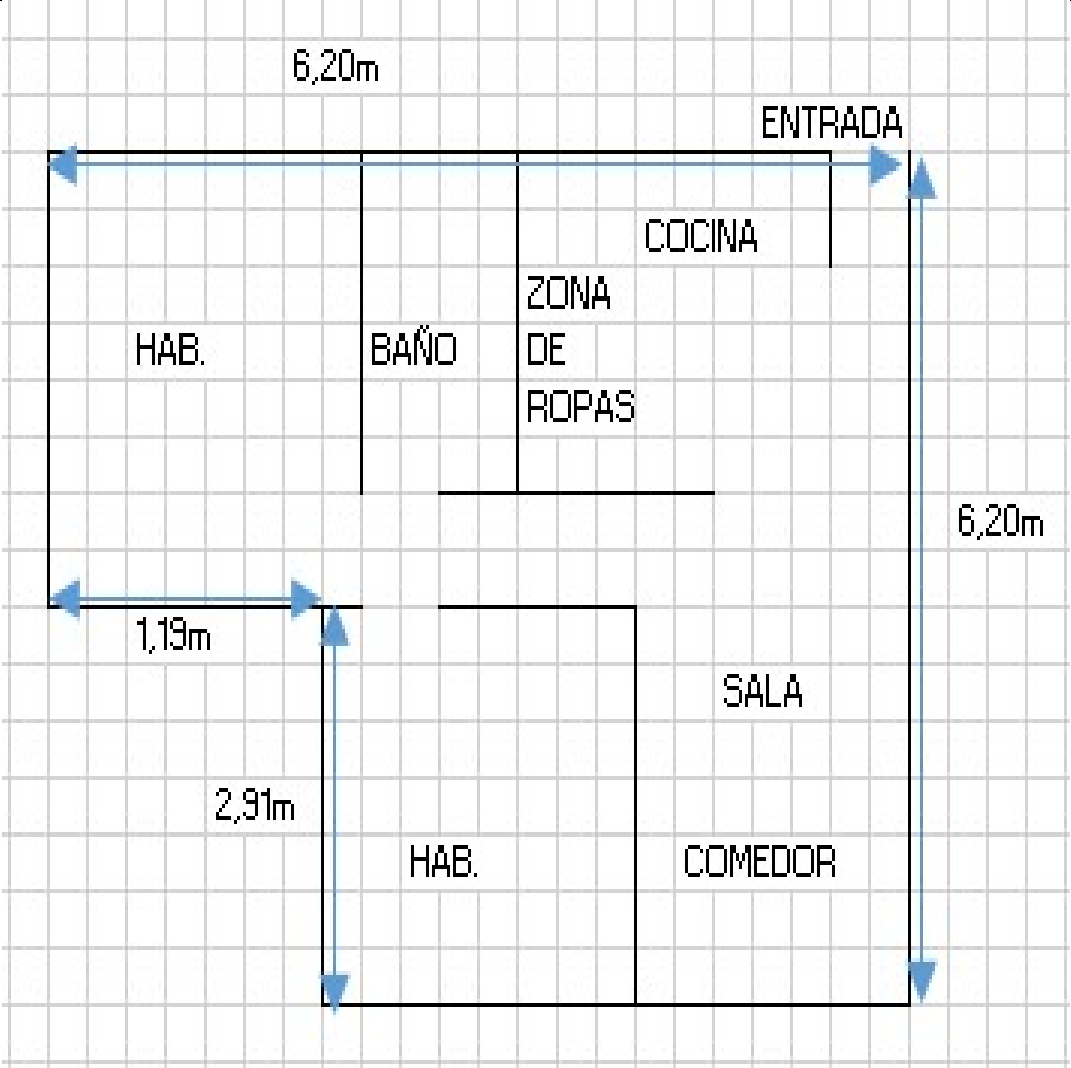 6,20m
ENTRADA
COCINA
ZONA
DE
ROPAS
HAB.
BAÑO
6,20m
1,19m
SALA
2,91m
HAB.
COMEDOR